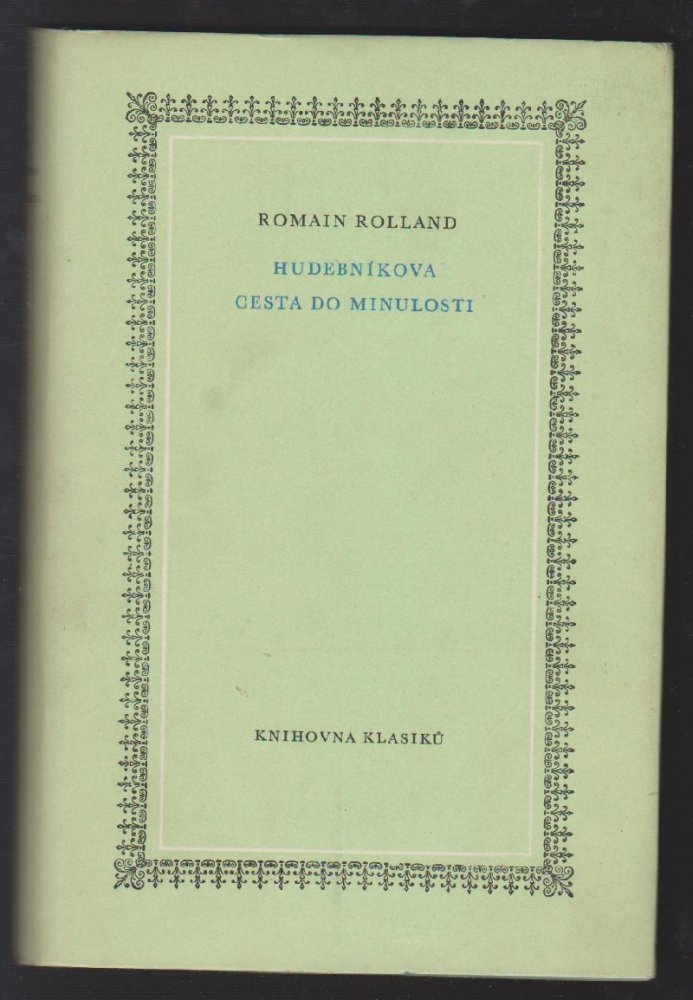 ROMAIN ROLLAND
HUDEBNÍKOVA
CESTA DO MINULOSTI
KNIHOVNA KLASIKŮ